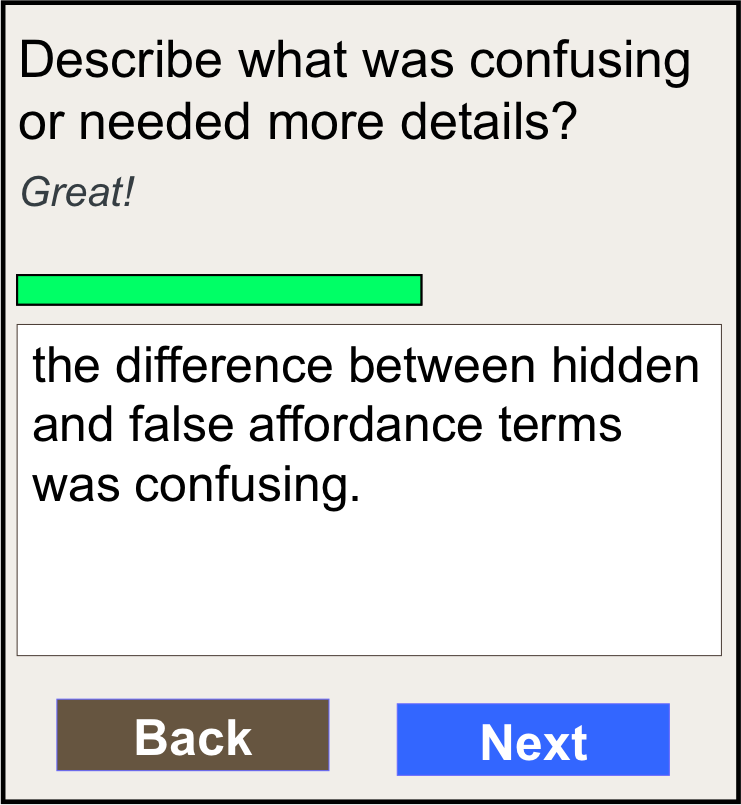 Describe what was confusing
or needed more details?
Great!
the difference between hidden
and false affordance terms
was confusing.
Back
Next